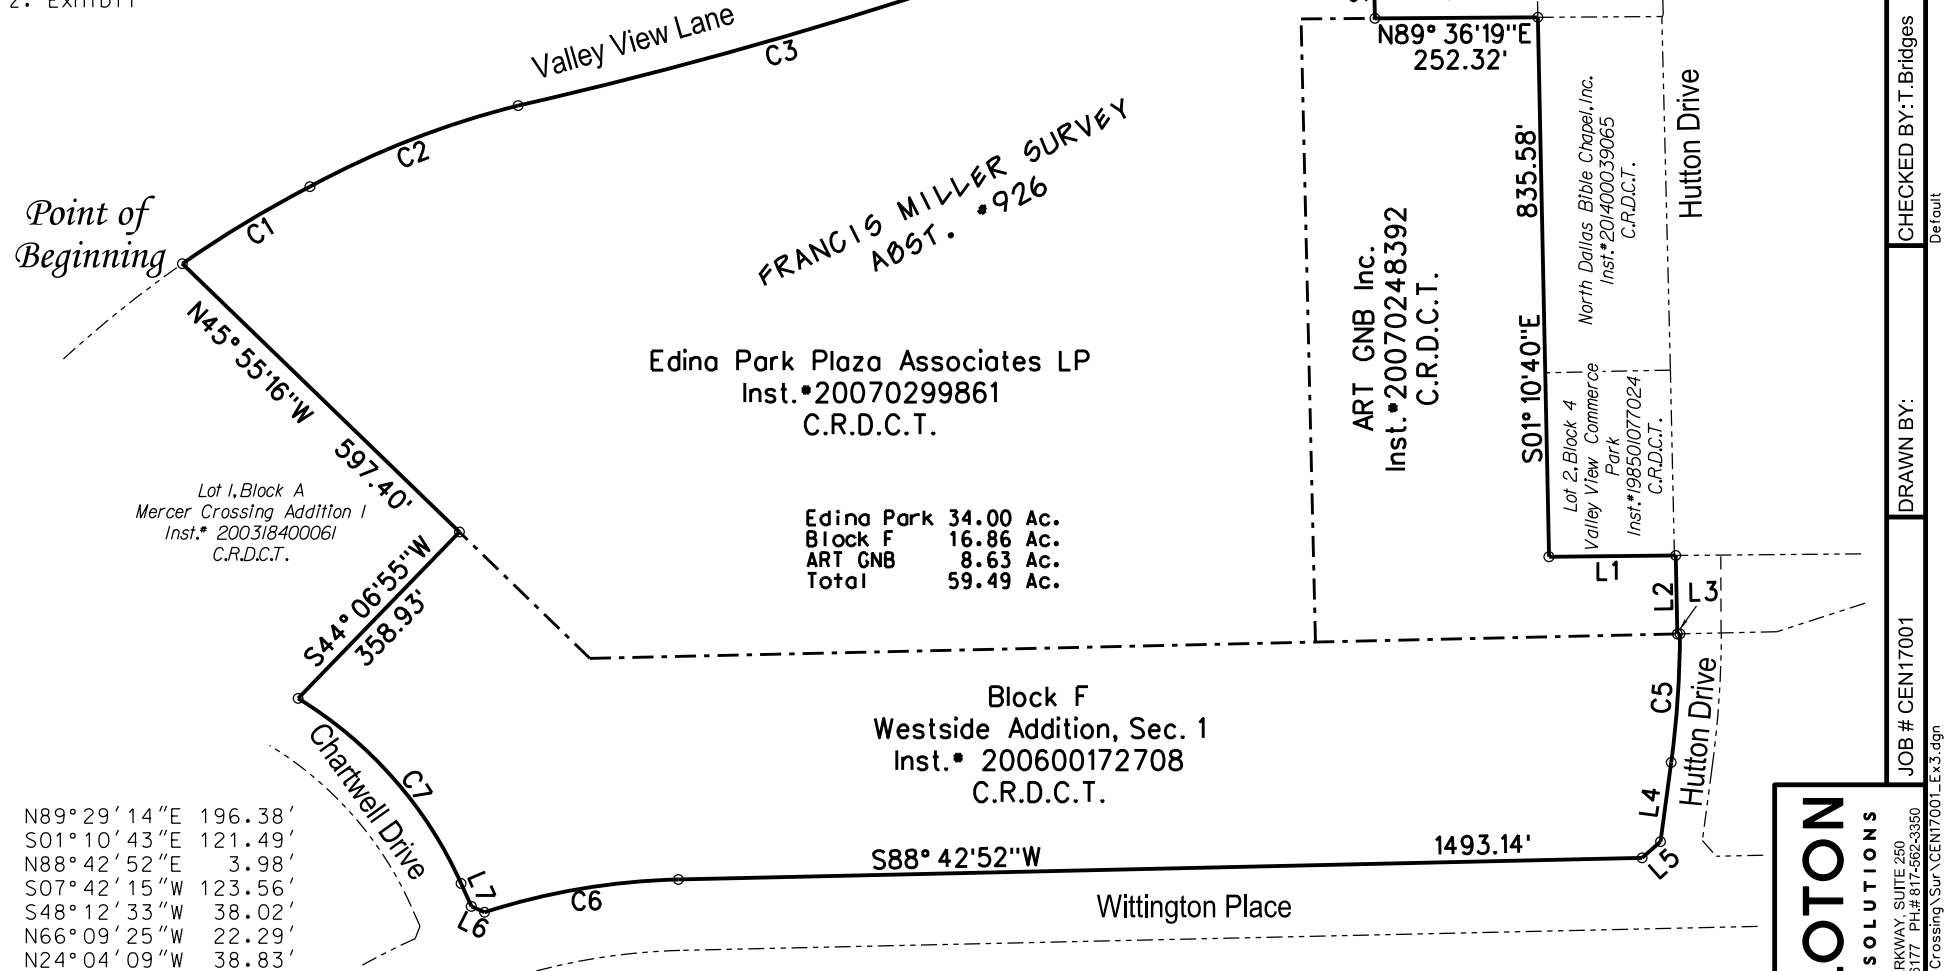 2. Exhibit
Valley View Lane
C3
C2
C1
Point of
Beginning
N45°55'16"W 597.40'
FRANCIS MILLER SURVEY
ABST. #926
N89°36'19"E
252.32'
835.58'
S01°10'40"E
North Dallas Bible Chapel, Inc.
Inst.#201400039065
C.R.D.C.T.
Hutton Drive
ART GNB Inc.
Inst.#20070248392
C.R.D.C.T.
Lot 2, Block 4
Valley View Commerce
Park
Inst.#198501077024
C.R.D.C.T.
Edina Park Plaza Associates LP
Inst.#20070299861
C.R.D.C.T.
Lot 1, Block A
Mercer Crossing Addition 1
Inst.# 200318400061
C.R.D.C.T.
Edina Park 34.00 Ac.
Block F 16.86 Ac.
ART GNB 8.63 Ac.
Total 59.49 Ac.
S44°06'55"W
358.93'
L1
L2
L3
C5
Hutton Drive
L4
L5
Block F
Westside Addition, Sec. 1
Inst.# 200600172708
C.R.D.C.T.
Chartwell Drive
C7
L7
L6
C6
S88°42'52"W 1493.14'
Wittington Place
N89°29'14"E 196.38'
S01°10'43"E 121.49'
N88°42'52"E 3.98'
S07°42'15"W 123.56'
S48°12'33"W 38.02'
N66°09'25"W 22.29'
N24°04'09"W 38.83'
CHECKED BY: T.Bridges
DRAWN BY:
JOB # CEN17001
Default
Crossing\Sur\CEN17001_Ex3.dgn
SOLUTIONS
SUITE 250
PH.# 817-562-3350